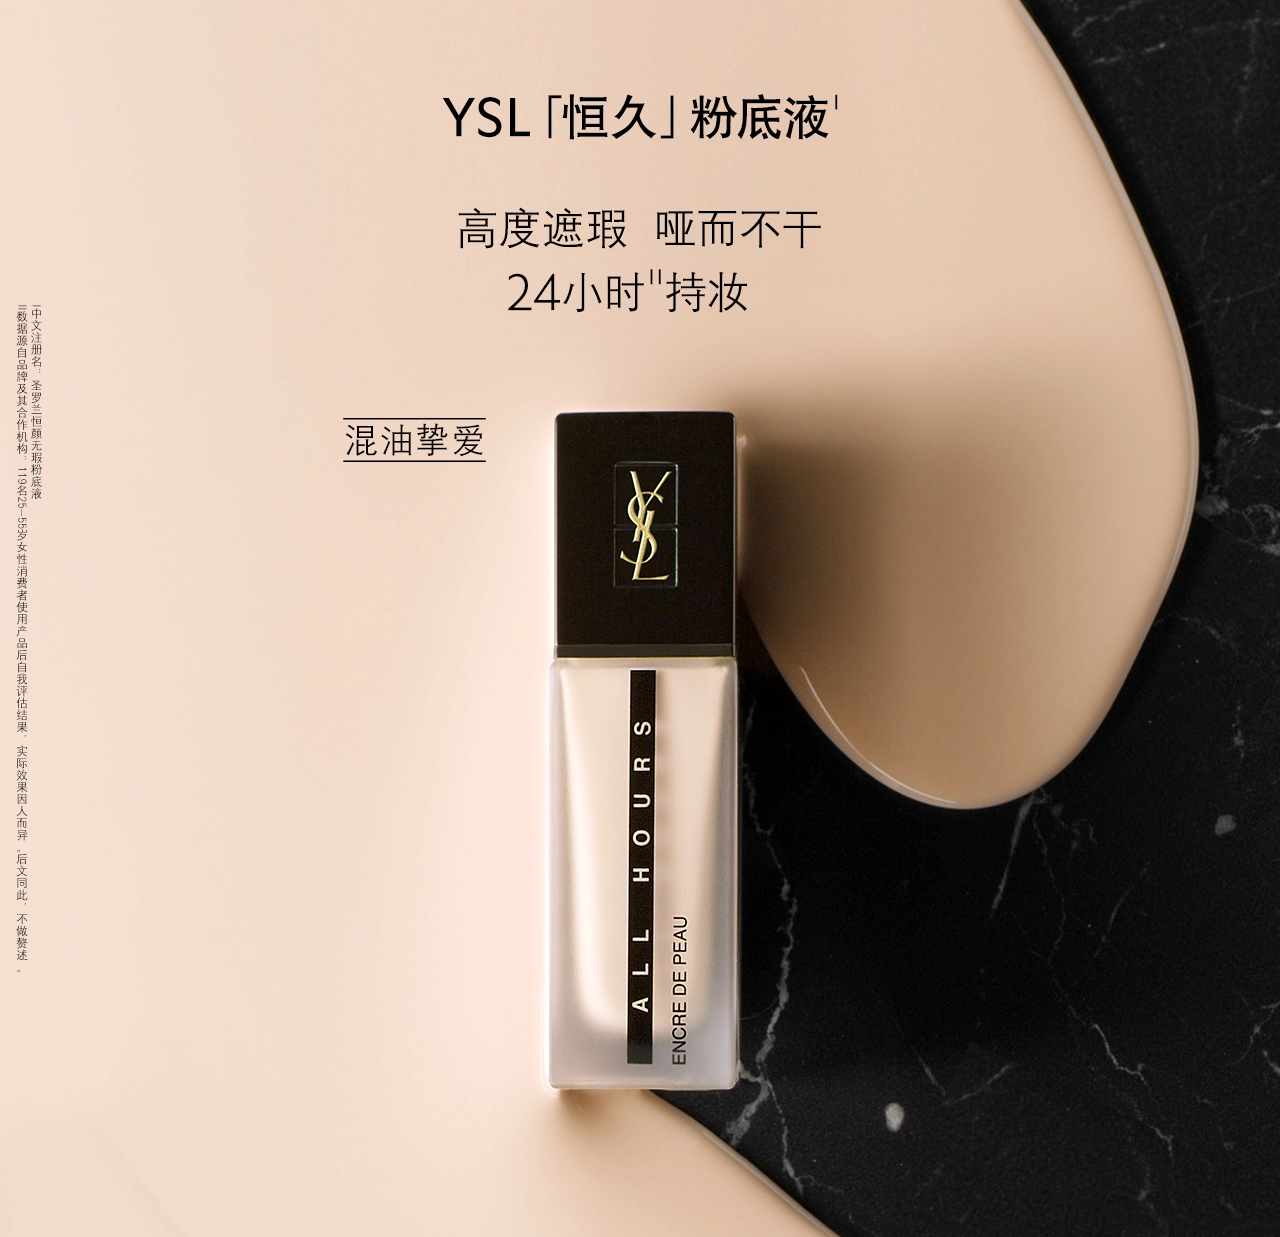 YSL「恒久」粉底液I
高度遮瑕 哑而不干
24小时II持妆
混油挚爱
YSL
ALL HOURS
ENCRE DE PEAU
I中文注册名：圣罗兰恒颜无瑕粉底液
II数据源自品牌及其合作机构：119名25-55岁女性消费者使用产品后自我评估结果，实际效果因人而异。后文同此，不做赘述。